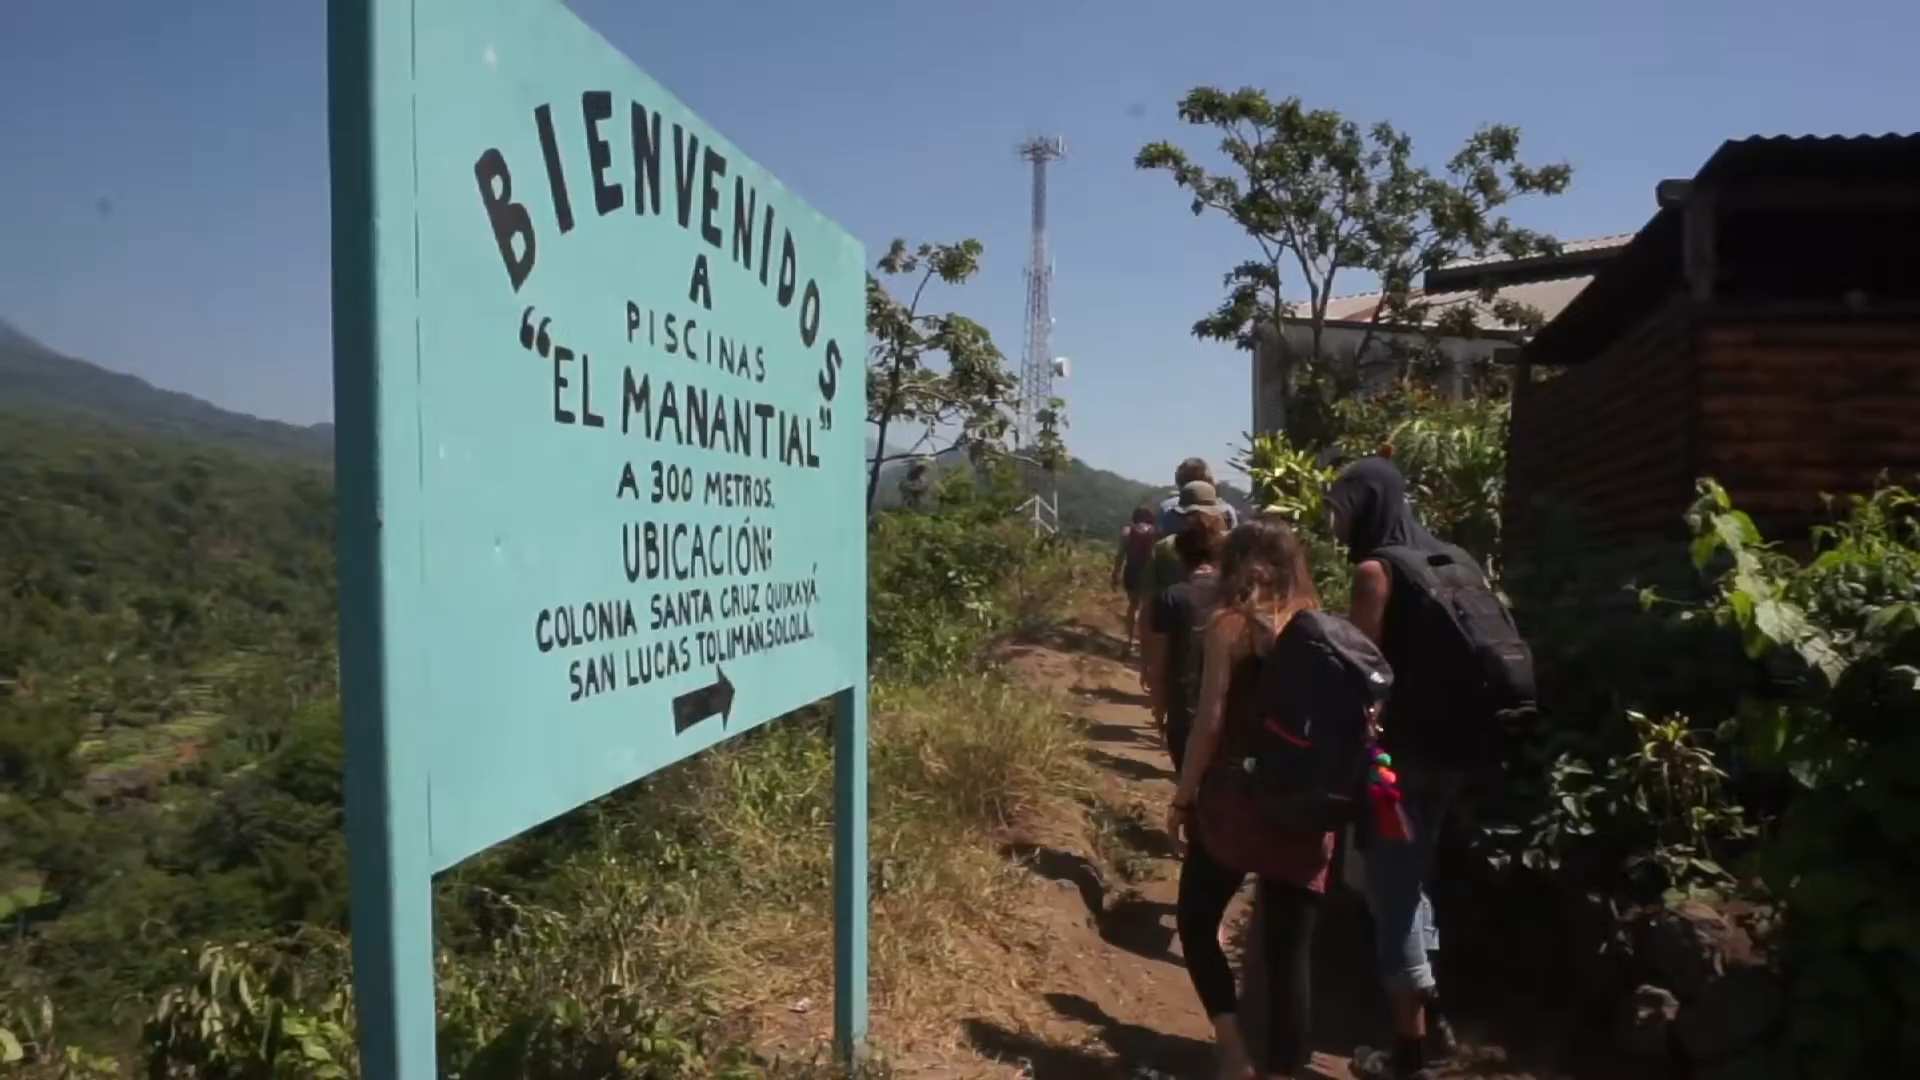 BIENVENIDOS
A
PISCINAS
“EL MANANTIAL”
A 300 METROS.
UBICACIÓN:
COLONIA SANTA CRUZ QUIXAYÁ,
SAN LUCAS TOLIMÁN, SOLOLÁ.